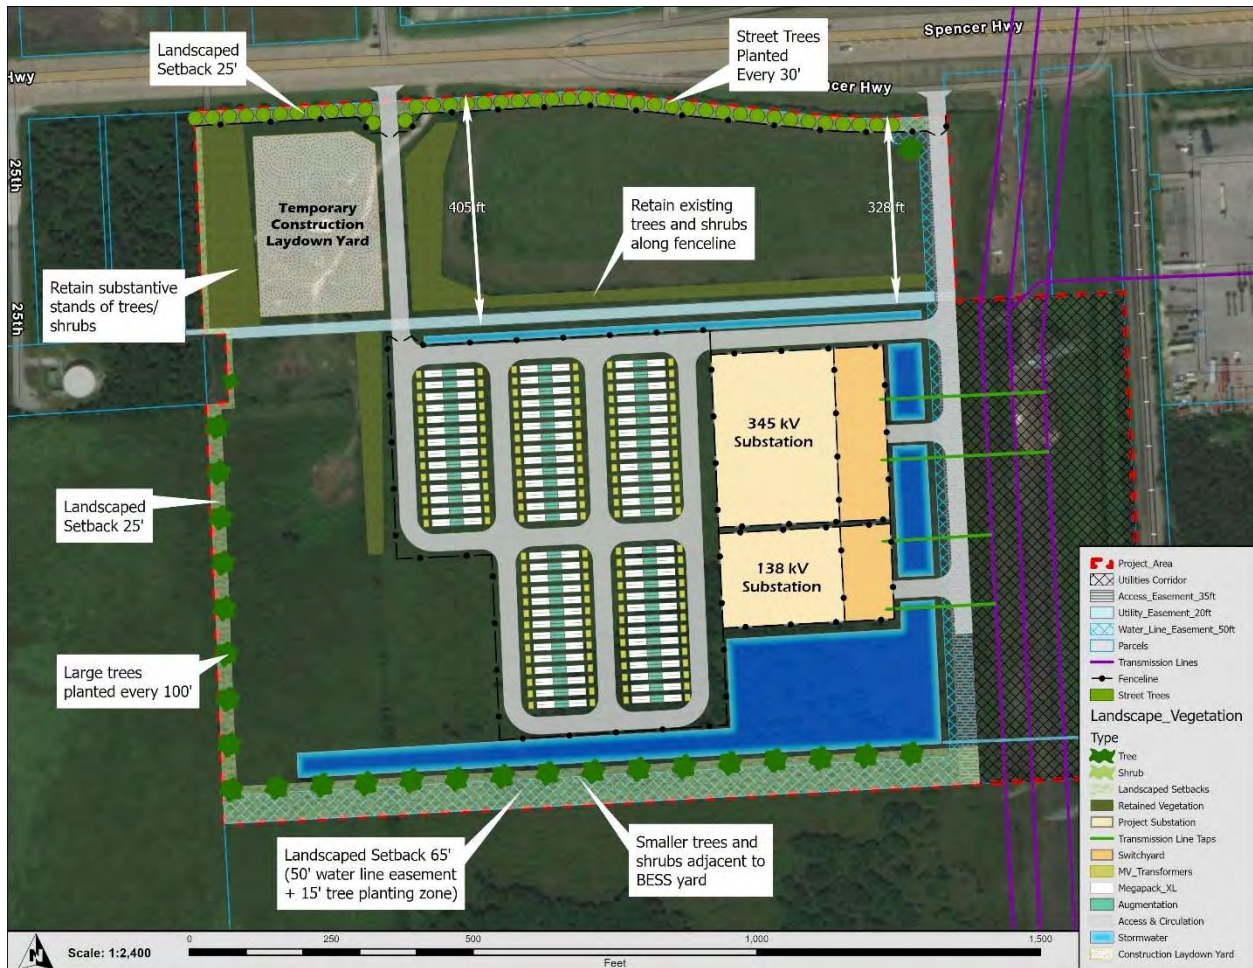 Spencer Hwy
Landscaped
Setback 25'
Street Trees
Planted
Every 30'
Hwy
ncer Hwy
25th
Temporary
Construction
Laydown Yard
405 ft
Retain existing
trees and shrubs
along fenceline
328 ft
Retain substantive
stands of trees/
shrubs
25th
345 kV
Substation
Landscaped
Setback 25'
138 kV
Substation
Large trees
planted every 100'
Landscaped Setback 65'
(50' water line easement
+ 15' tree planting zone)
Smaller trees and
shrubs adjacent to
BESS yard
Project_Area
Utilities Corridor
Access_Easement_35ft
Utility_Easement_20ft
Water_Line_Easement_50ft
Parcels
Transmission Lines
Fenceline
Street Trees
Landscape_Vegetation
Type
Tree
Shrub
Landscaped Setbacks
Retained Vegetation
Project Substation
Transmission Line Taps
Switchyard
MV_Transformers
Megapack_XL
Augmentation
Access & Circulation
Stormwater
Construction Laydown Yard
N
Scale: 1:2,400
0 250 500 1,000 1,500
Feet